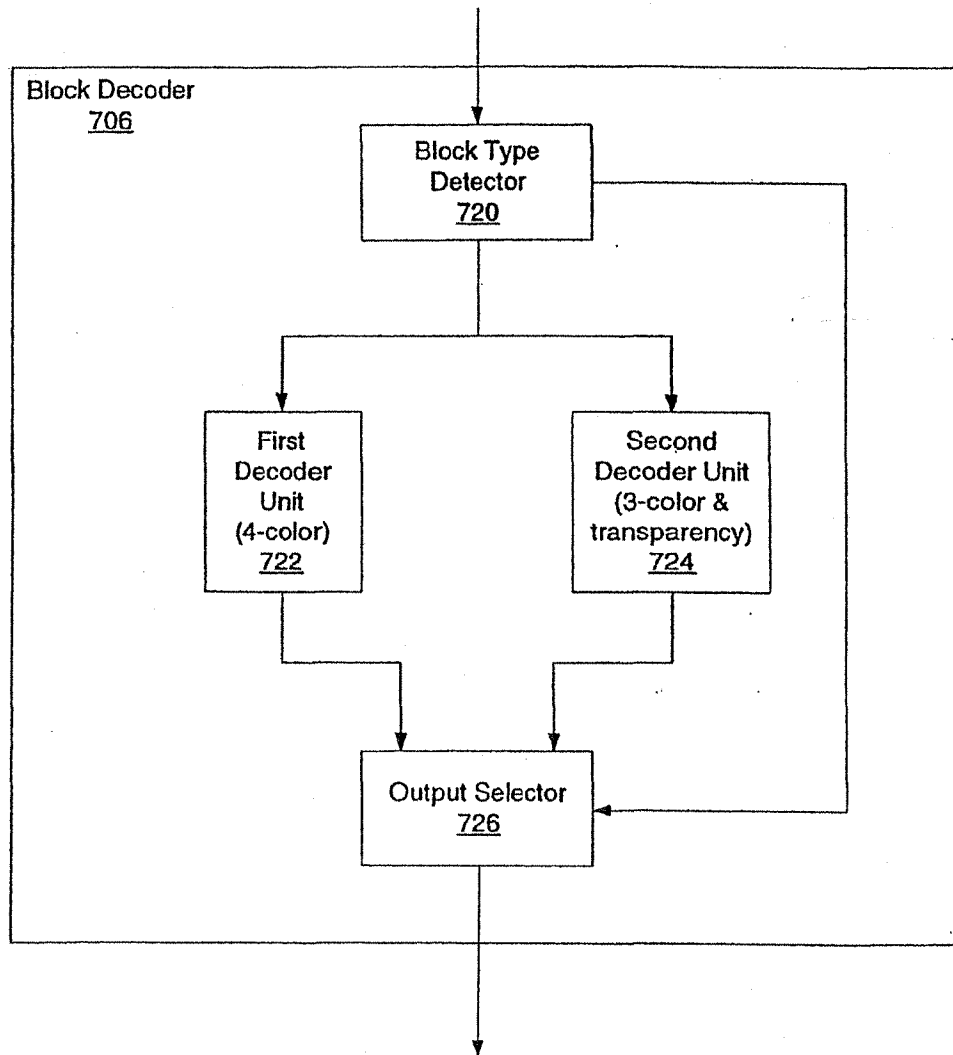 Block Decoder
706
Block Type
Detector
720
First
Decoder
Unit
(4-color)
722
Second
Decoder Unit
(3-color &
transparency)
724
Output Selector
726